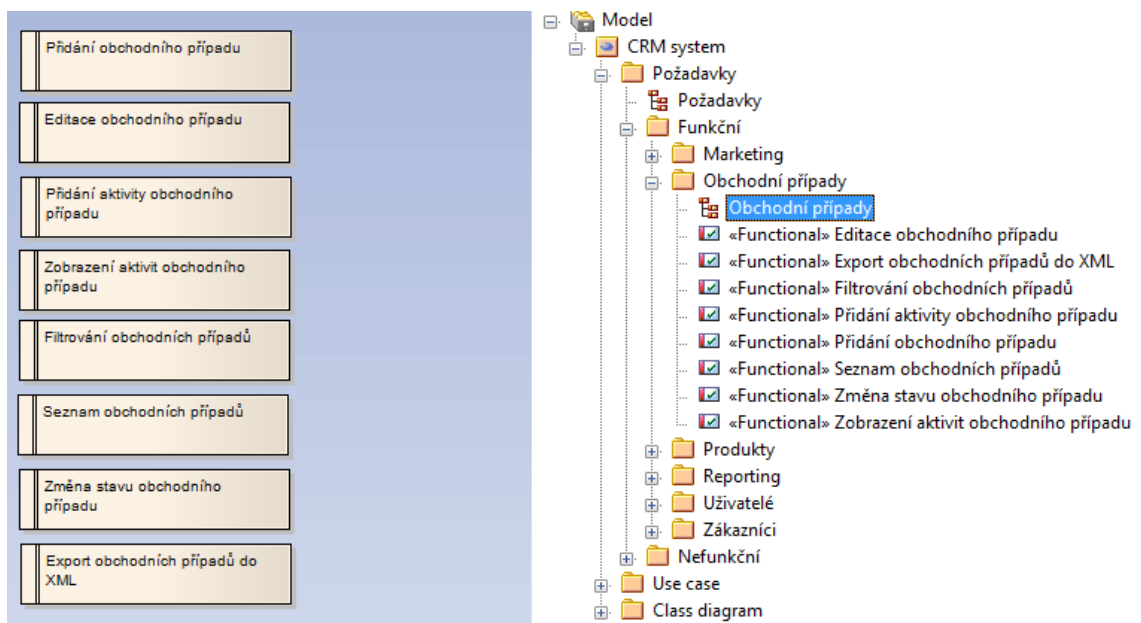 Přidání obchodního případu
Editace obchodního případu
Přidání aktivity obchodního
případu
Zobrazení aktivit obchodního
případu
Filtrování obchodních případů
Seznam obchodních případů
Změna stavu obchodního
případu
Export obchodních případů do
XML
Model
CRM system
Požadavky
Požadavky
Funkční
Marketing
Obchodní případy
Obchodní případy
«Functional» Editace obchodního případu
«Functional» Export obchodních případů do XML
«Functional» Filtrování obchodních případů
«Functional» Přidání aktivity obchodního případu
«Functional» Přidání obchodního případu
«Functional» Seznam obchodních případů
«Functional» Změna stavu obchodního případu
«Functional» Zobrazení aktivit obchodního případu
Produkty
Reporting
Uživatelé
Zákazníci
Nefunkční
Use case
Class diagram